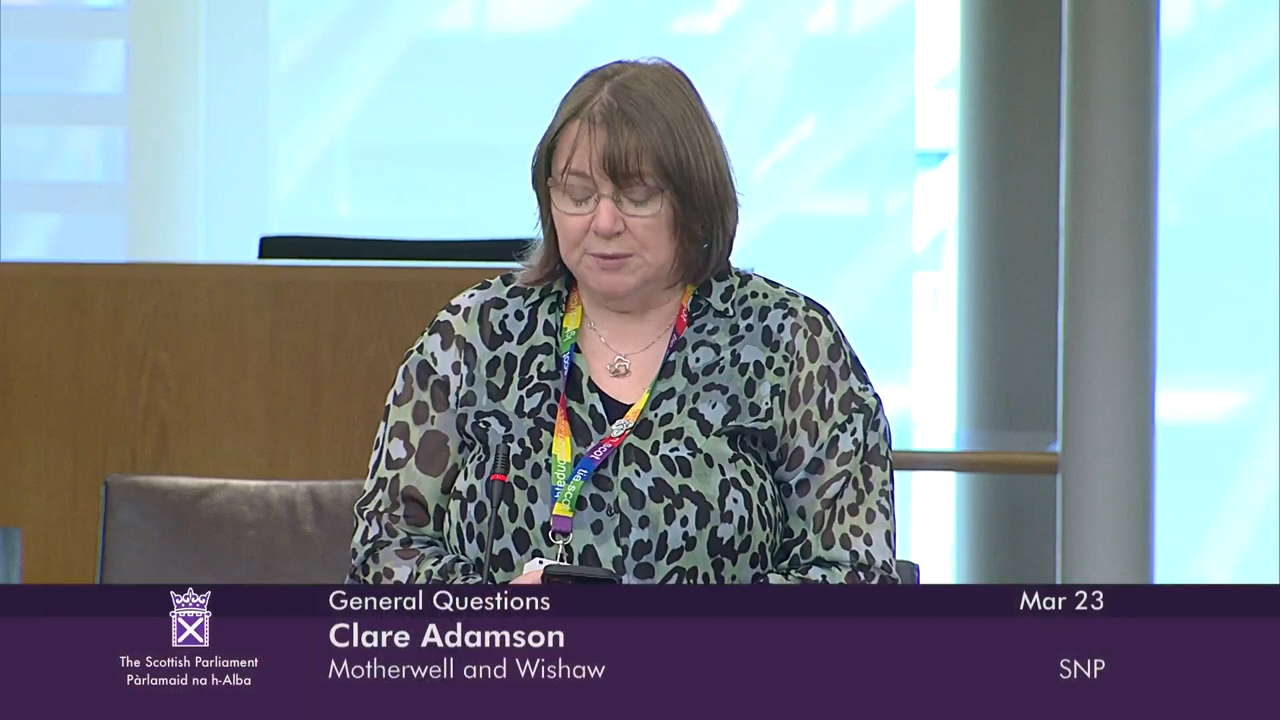 General Questions
Mar 23
Clare Adamson
Motherwell and Wishaw
SNP
The Scottish Parliament
Pàrlamaid na h-Alba